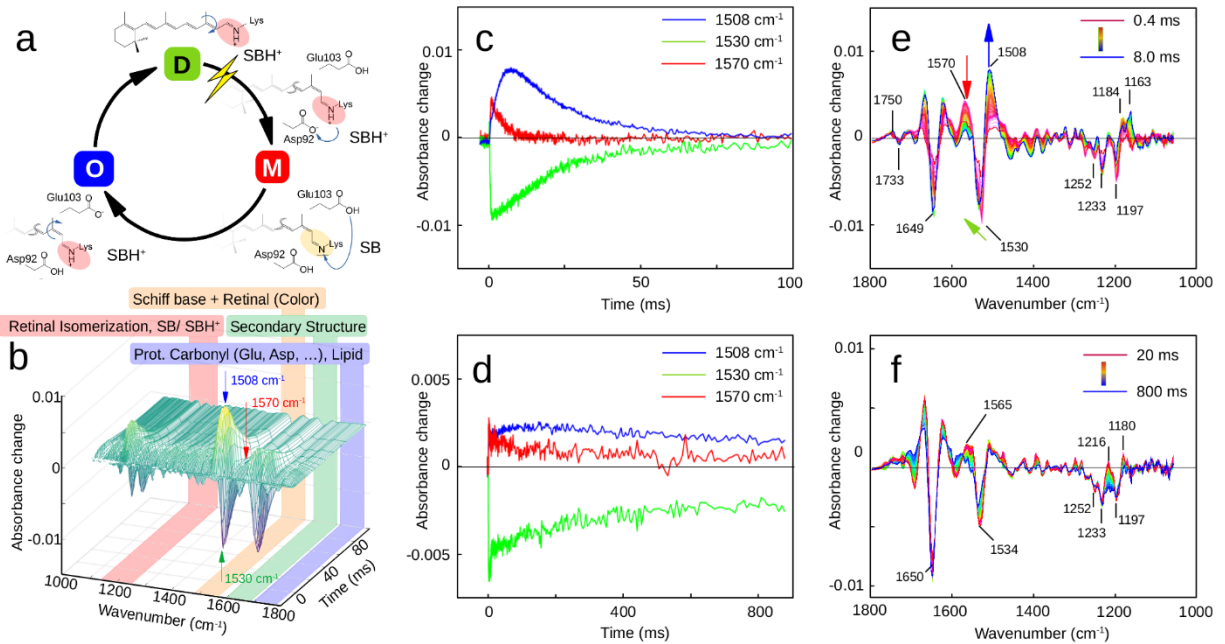 a
Lys
N
H
+
SBH⁺
D
Glu103
O
OH
Lys
N
H
+
O
O⁻
Asp92
SBH⁺
O
M
Glu103
O
O⁻
Lys
N
H
+
Asp92
O
OH
SBH⁺
Glu103
O
OH
Lys
N
Asp92
O
OH
SB
Schiff base + Retinal (Color)
Retinal Isomerization, SB/ SBH⁺
Secondary Structure
Prot. Carbonyl (Glu, Asp, ...), Lipid
b
1508 cm⁻¹
1570 cm⁻¹
1530 cm⁻¹
0.01
0
-0.01
Absorbance change
1000
1200
1400
1600
1800
Wavenumber (cm⁻¹)
0
40
80
Time (ms)
c
1508 cm⁻¹
1530 cm⁻¹
1570 cm⁻¹
0.01
0
-0.01
Absorbance change
0
50
100
Time (ms)
d
1508 cm⁻¹
1530 cm⁻¹
1570 cm⁻¹
0.005
0
-0.005
Absorbance change
0
400
800
Time (ms)
e
0.4 ms
8.0 ms
1508
1570
1750
1184
1163
1733
1649
1530
1252
1233
1197
0.01
0
-0.01
Absorbance change
1800
1600
1400
1200
1000
Wavenumber (cm⁻¹)
f
20 ms
800 ms
1565
1216
1180
1650
1534
1252
1233
1197
0.01
0
-0.01
Absorbance change
1800
1600
1400
1200
1000
Wavenumber (cm⁻¹)